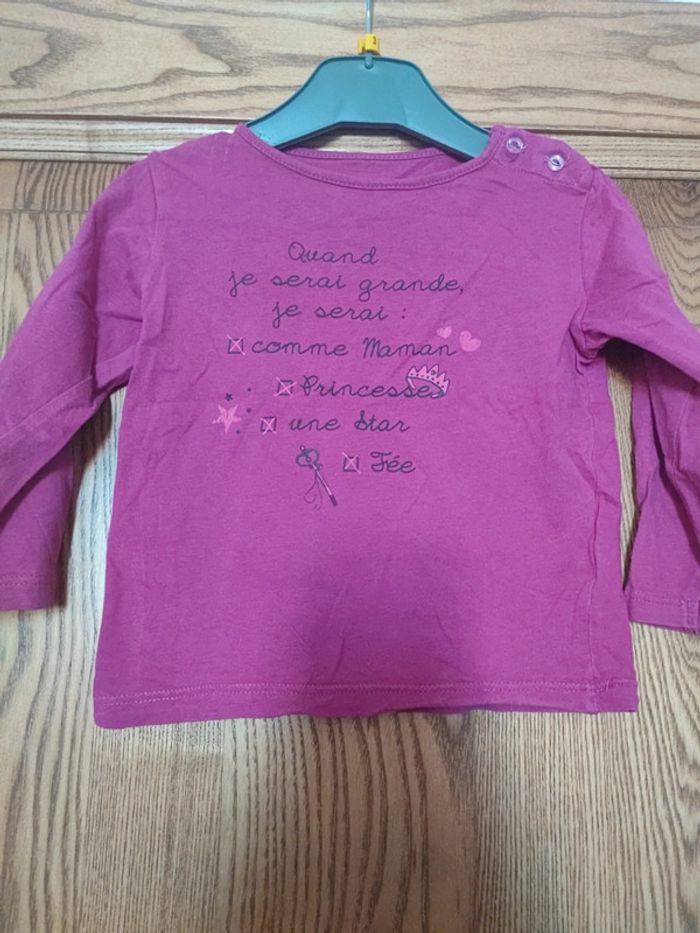 Quand
je serai grande,
je serai :
comme Maman
Princesse
une Star
Fée